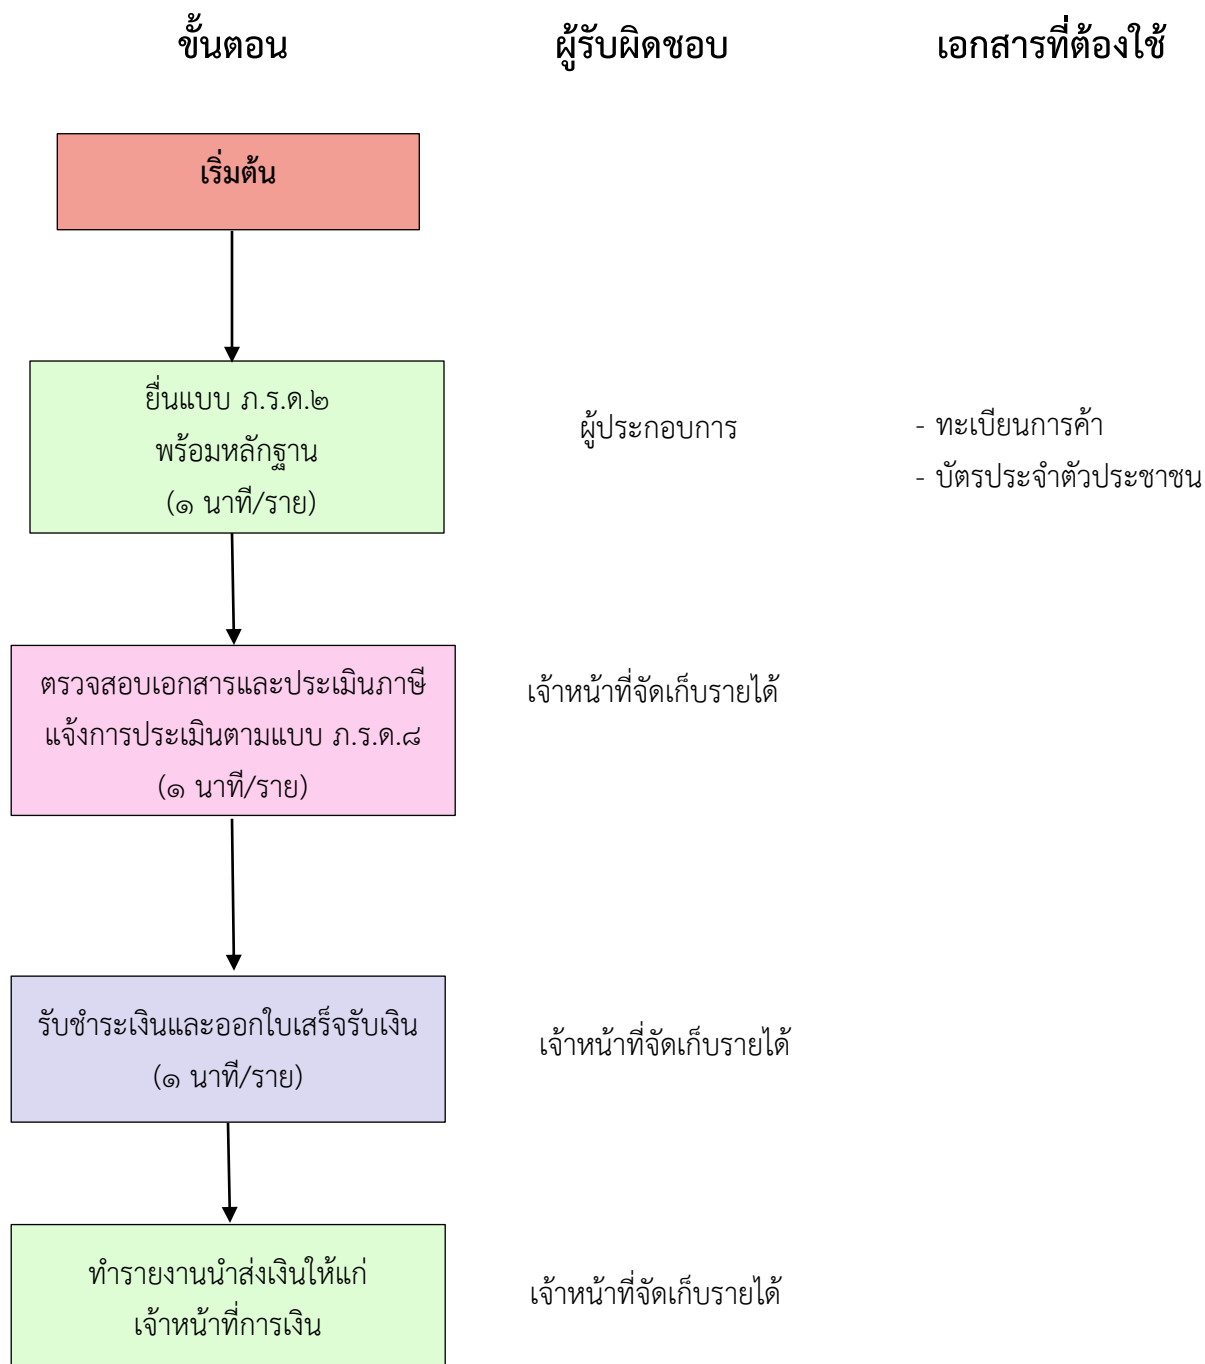 ขั้นตอน ผู้รับผิดชอบ เอกสารที่ต้องใช้
เริ่มต้น
ยื่นแบบ ภ.ร.ด.๒
พร้อมหลักฐาน
(๑ นาที/ราย)
ผู้ประกอบการ
- ทะเบียนการค้า
- บัตรประจำตัวประชาชน
ตรวจสอบเอกสารและประเมินภาษี
แจ้งการประเมินตามแบบ ภ.ร.ด.๘
(๑ นาที/ราย)
เจ้าหน้าที่จัดเก็บรายได้
รับชำระเงินและออกใบเสร็จรับเงิน
(๑ นาที/ราย)
เจ้าหน้าที่จัดเก็บรายได้
ทำรายงานนำส่งเงินให้แก่
เจ้าหน้าที่การเงิน
เจ้าหน้าที่จัดเก็บรายได้